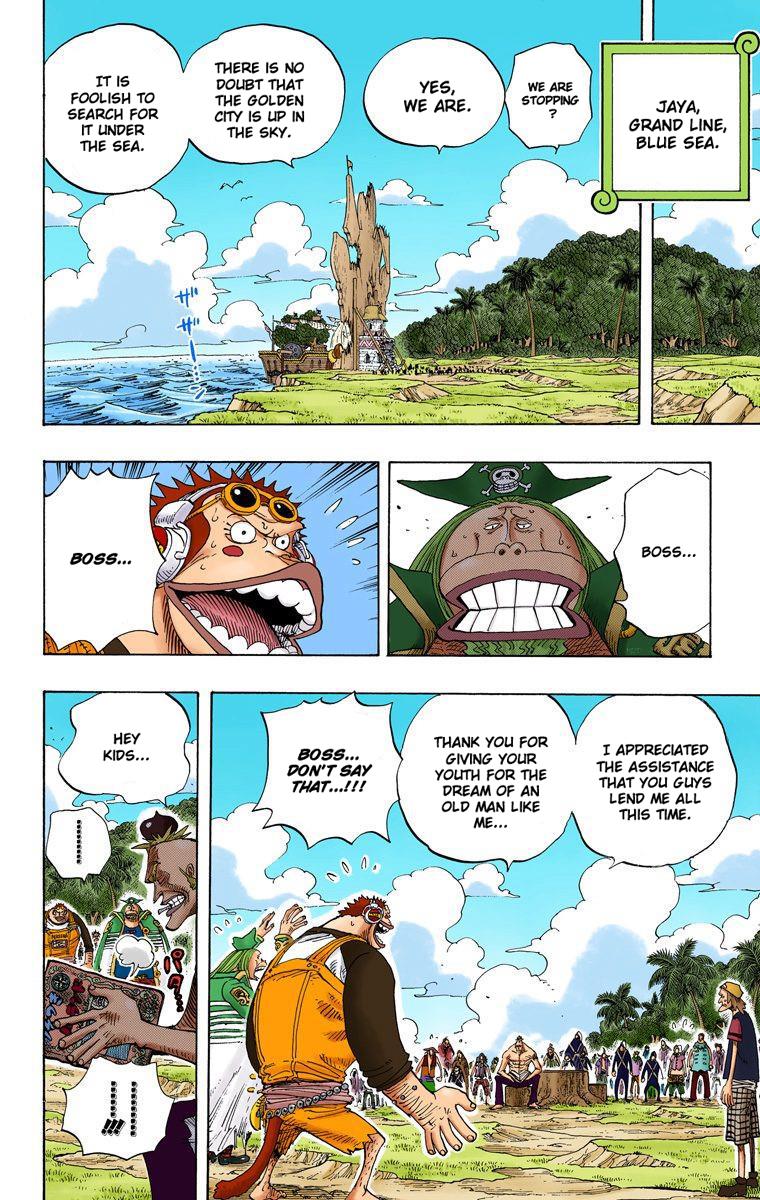 JAYA,
GRAND LINE,
BLUE SEA.
WE ARE
STOPPING
?
YES,
WE ARE.
THERE IS NO
DOUBT THAT
THE GOLDEN
CITY IS UP IN
THE SKY.
IT IS
FOOLISH TO
SEARCH FOR
IT UNDER
THE SEA.
ザ
ザ
BOSS...
BOSS...
I APPRECIATED
THE ASSISTANCE
THAT YOU GUYS
LEND ME ALL
THIS TIME.
THANK YOU FOR
GIVING YOUR
YOUTH FOR THE
DREAM OF AN
OLD MAN LIKE
ME...
BOSS...
DON'T SAY
THAT...!!!
HEY
KIDS...